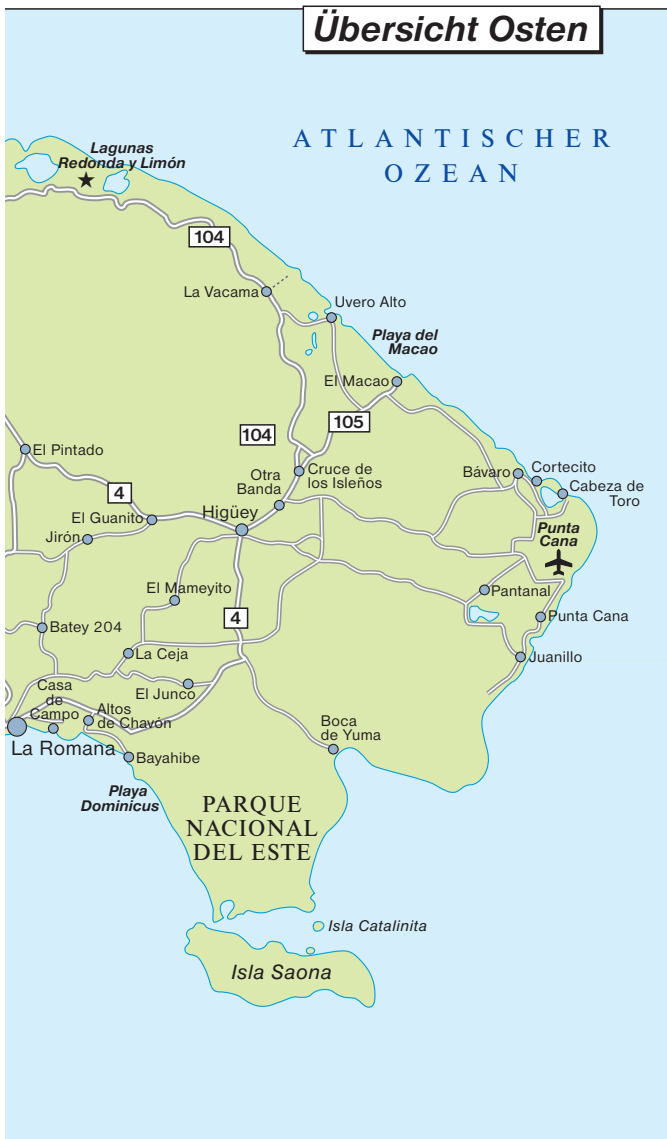 Übersicht Osten
ATLANTISCHER
OZEAN
Lagunas
Redonda y Limón
104
La Vacama
Uvero Alto
Playa del
Macao
El Macao
105
104
El Pintado
Cruce de
los Isleños
Otra
Banda
Bávaro
Cortecito
Cabeza de
Toro
4
Higüey
El Guanito
Jirón
Punta
Cana
El Mameyito
Pantanal
4
Punta Cana
Batey 204
La Ceja
Juanillo
Casa
de
Campo
El Junco
Altos
de Chavón
Boca
de Yuma
La Romana
Bayahibe
Playa
Dominicus
PARQUE
NACIONAL
DEL ESTE
Isla Catalinita
Isla Saona